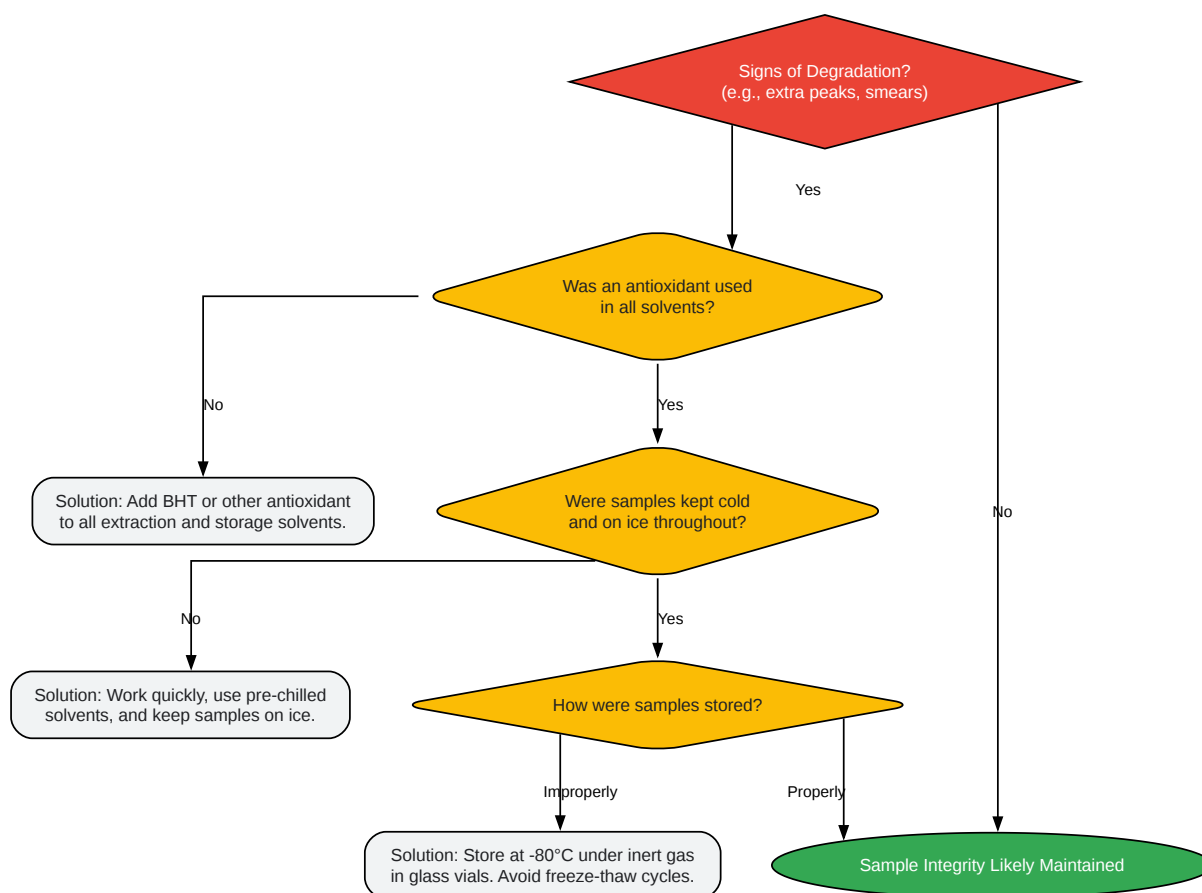 Signs of Degradation?
(e.g., extra peaks, smears)
Yes
Was an antioxidant used
in all solvents?
No
Yes
Solution: Add BHT or other antioxidant
to all extraction and storage solvents.
Were samples kept cold
and on ice throughout?
No
No
Yes
Solution: Work quickly, use pre-chilled
solvents, and keep samples on ice.
How were samples stored?
Improperly
Properly
Solution: Store at -80°C under inert gas
in glass vials. Avoid freeze-thaw cycles.
Sample Integrity Likely Maintained